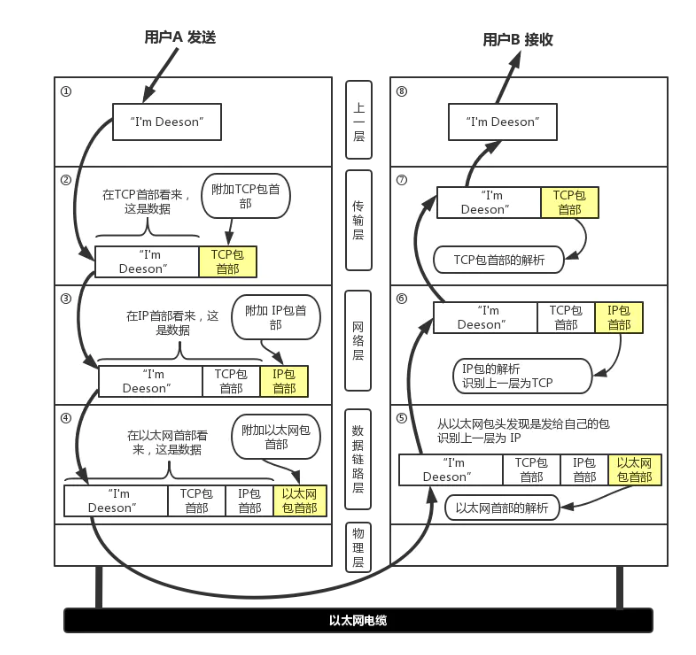 用户A 发送
用户B 接收
①
“I'm Deeson”
②
在TCP首部看来，
这是数据
附加TCP包首
部
“I'm
Deeson”
TCP包
首部
③
在IP首部看来，这
是数据
附加 IP包首
部
“I'm
Deeson”
TCP包
首部
IP包
首部
④
在以太网首部看
来，这是数据
附加以太网包
首部
“I'm
Deeson”
TCP包
首部
IP包
首部
以太网
包首部
上
一
层
传
输
层
网
络
层
数
据
链
路
层
物
理
层
⑧
“I'm Deeson”
⑦
“I'm
Deeson”
TCP包
首部
TCP包首部的解析
⑥
“I'm
Deeson”
TCP包
首部
IP包
首部
IP包的解析
识别上一层为TCP
⑤
从以太网包头发现是发给自己的包
识别上一层为 IP
“I'm
Deeson”
TCP包
首部
IP包
首部
以太网
包首部
以太网首部的解析
以太网电缆